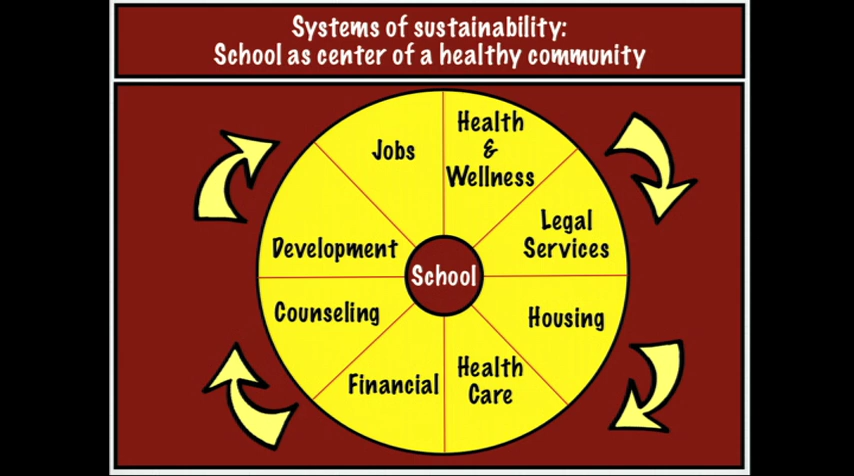 Systems of sustainability:
School as center of a healthy community
Jobs
Health
&
Wellness
Legal
Services
Development
School
Counseling
Housing
Financial
Health
Care